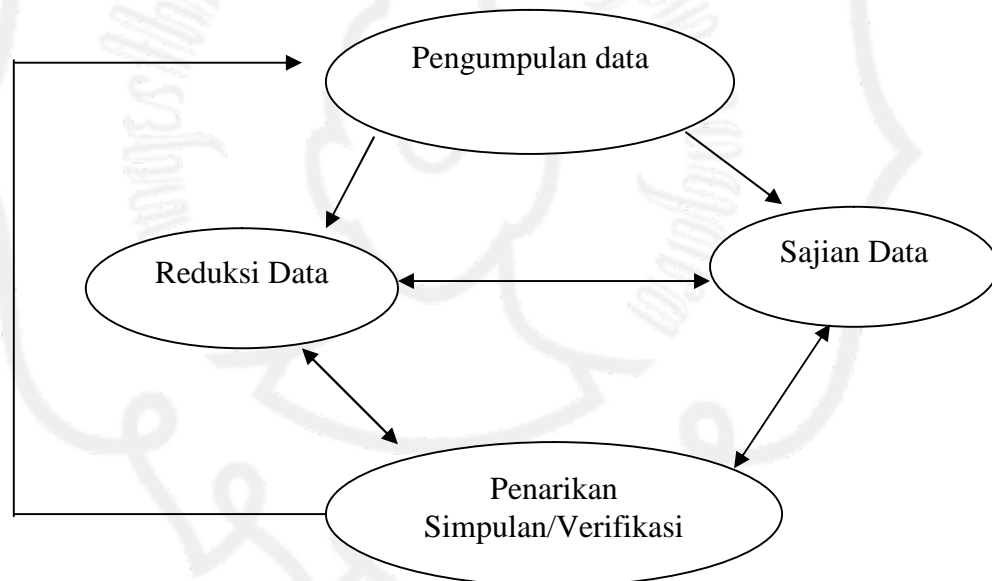 Pengumpulan data
Sajian Data
Reduksi Data
Penarikan
Simpulan/Verifikasi